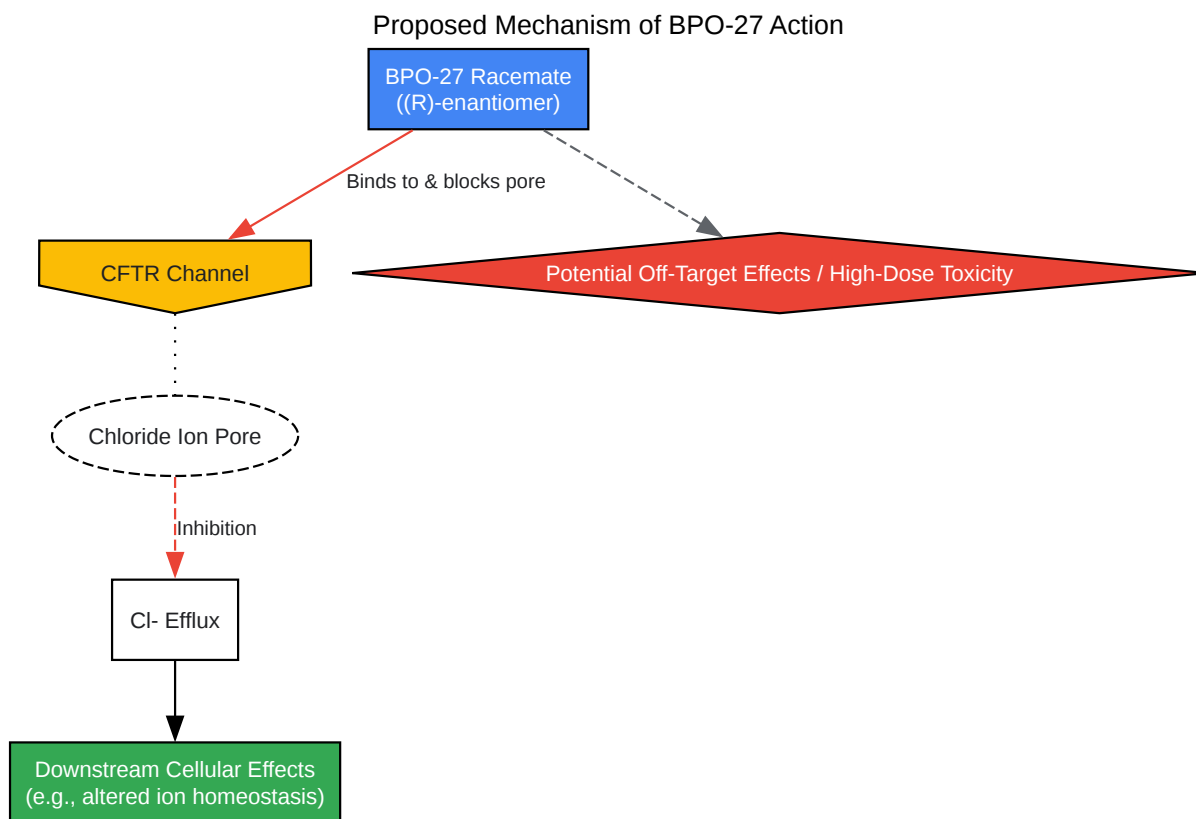 Proposed Mechanism of BPO-27 Action
BPO-27 Racemate
((R)-enantiomer)
Binds to & blocks pore
CFTR Channel
Potential Off-Target Effects / High-Dose Toxicity
Chloride Ion Pore
Inhibition
Cl- Efflux
Downstream Cellular Effects
(e.g., altered ion homeostasis)